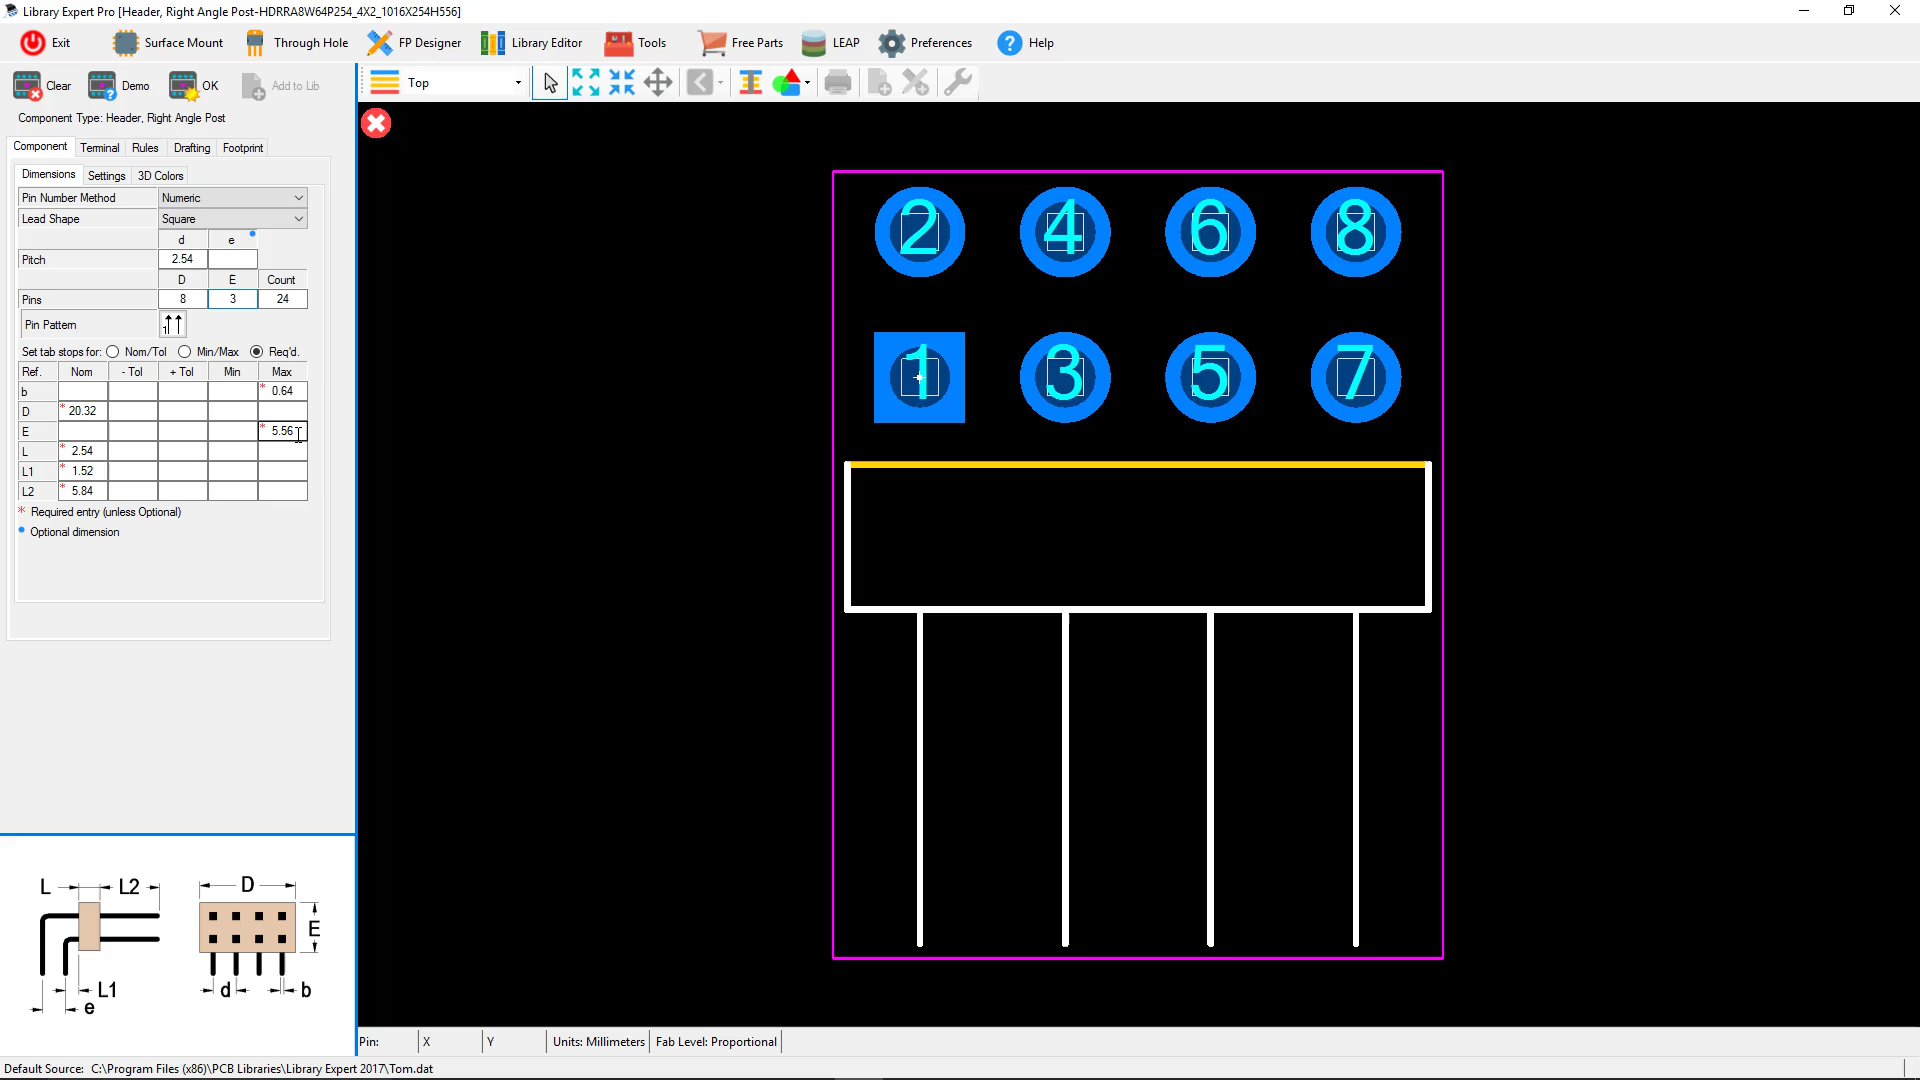 Library Expert Pro [Header, Right Angle Post-HDRRA8W64P254_4X2_1016X254H556]
Exit Surface Mount Through Hole FP Designer Library Editor Tools Free Parts LEAP Preferences ? Help
Clear ? Demo OK Add to Lib Top
Component Type: Header, Right Angle Post
Component Terminal Rules Drafting Footprint
Dimensions Settings 3D Colors
Pin Number Method Numeric
Lead Shape Square
d e
Pitch 2.54
D E Count
Pins 8 3 24
Pin Pattern 1
Set tab stops for: Nom/Tol Min/Max Req'd.
Ref. Nom - Tol + Tol Min Max
b * 0.64
D * 20.32
E * 5.56
L * 2.54
L1 * 1.52
L2 * 5.84
* Required entry (unless Optional)
Optional dimension
2 4 6 8
1 3 5 7
L L2 D
E
L1 d b
e
Pin: X Y Units: Millimeters Fab Level: Proportional
Default Source: C:\Program Files (x86)\PCB Libraries\Library Expert 2017\Tom.dat